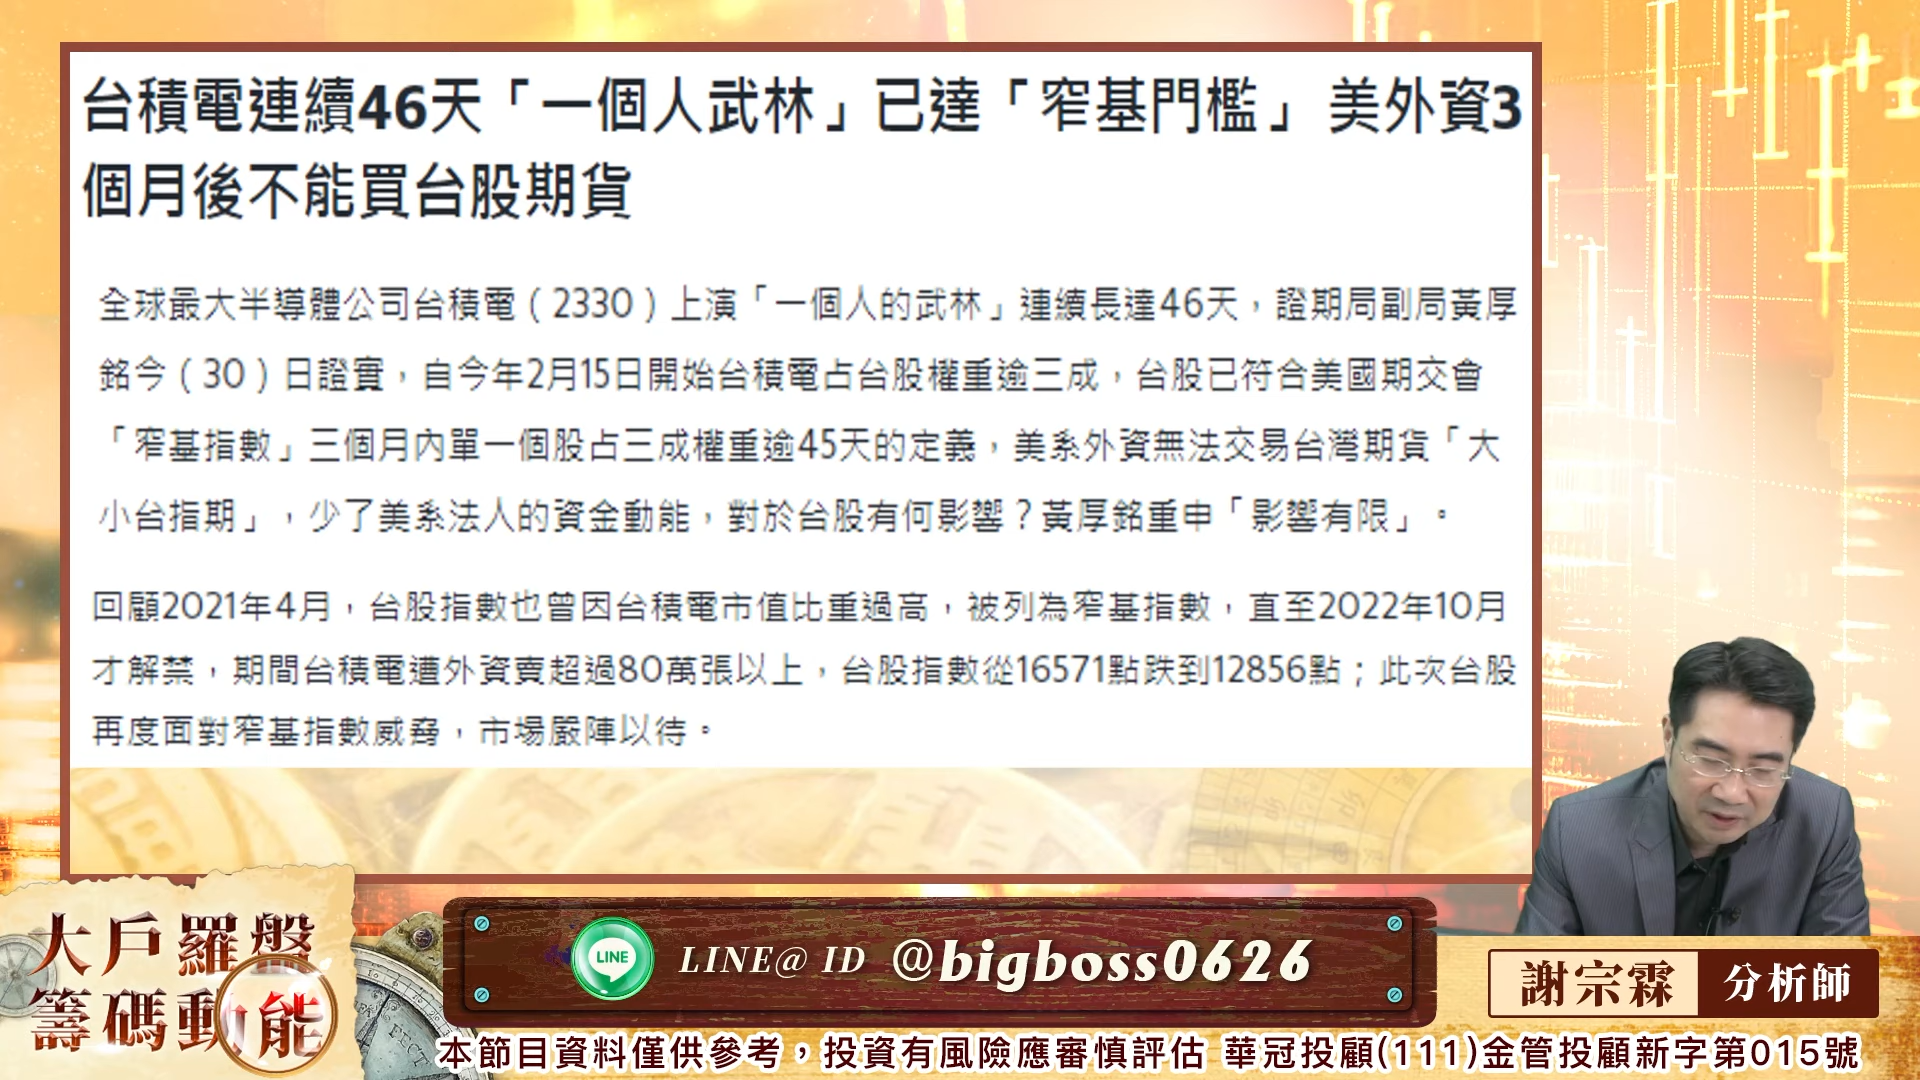 台積電連續46天「一個人武林」已達「窄基門檻」 美外資3
個月後不能買台股期貨
全球最大半導體公司台積電（2330）上演「一個人的武林」連續長達46天，證期局副局黃厚
銘今（30）日證實，自今年2月15日開始台積電占台股權重逾三成，台股已符合美國期交會
「窄基指數」三個月內單一個股占三成權重逾45天的定義，美系外資無法交易台灣期貨「大
小台指期」，少了美系法人的資金動能，對於台股有何影響？黃厚銘重申「影響有限」。
回顧2021年4月，台股指數也曾因台積電市值比重過高，被列為窄基指數，直至2022年10月
才解禁，期間台積電遭外資賣超過80萬張以上，台股指數從16571點跌到12856點；此次台股
再度面對窄基指數威脅，市場嚴陣以待。
大戶羅盤
籌碼動能
LINE
LINE@ ID @bigboss0626
謝宗霖 分析師
本節目資料僅供參考，投資有風險應審慎評估 華冠投顧(111)金管投顧新字第015號